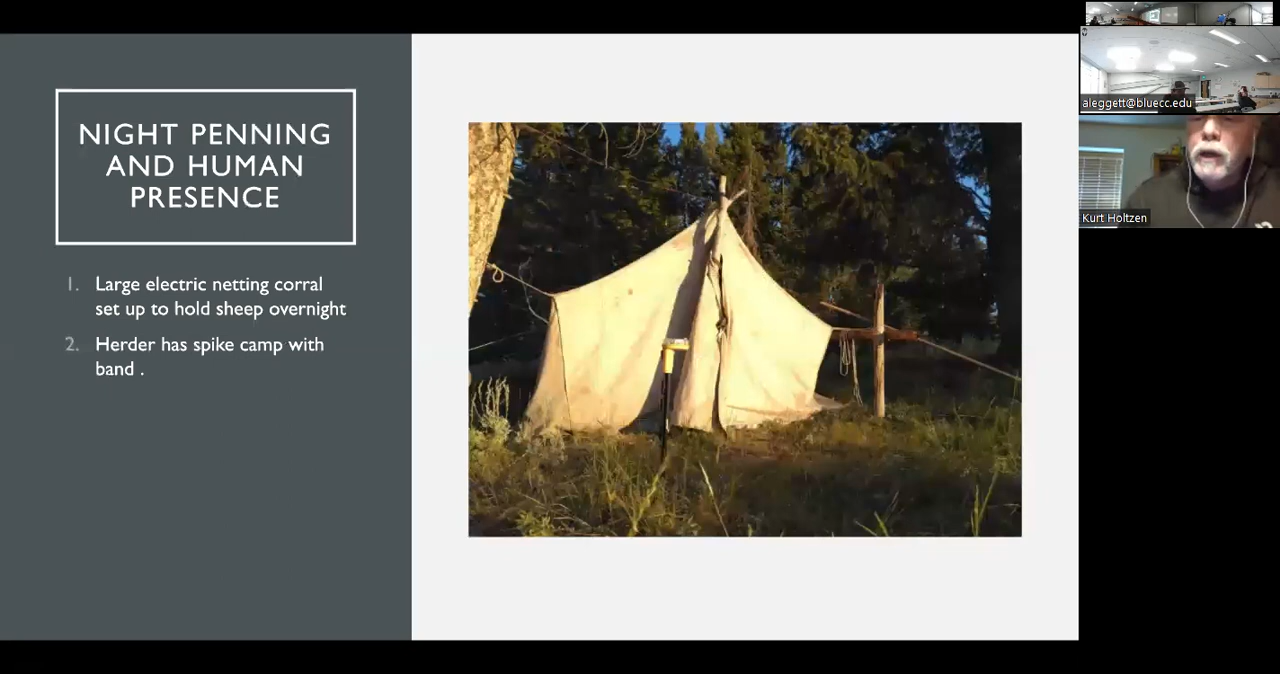 NIGHT PENNING
AND HUMAN
PRESENCE
1. Large electric netting corral
set up to hold sheep overnight
2. Herder has spike camp with
band .
aleggett@bluecc.edu
Kurt Holtzen